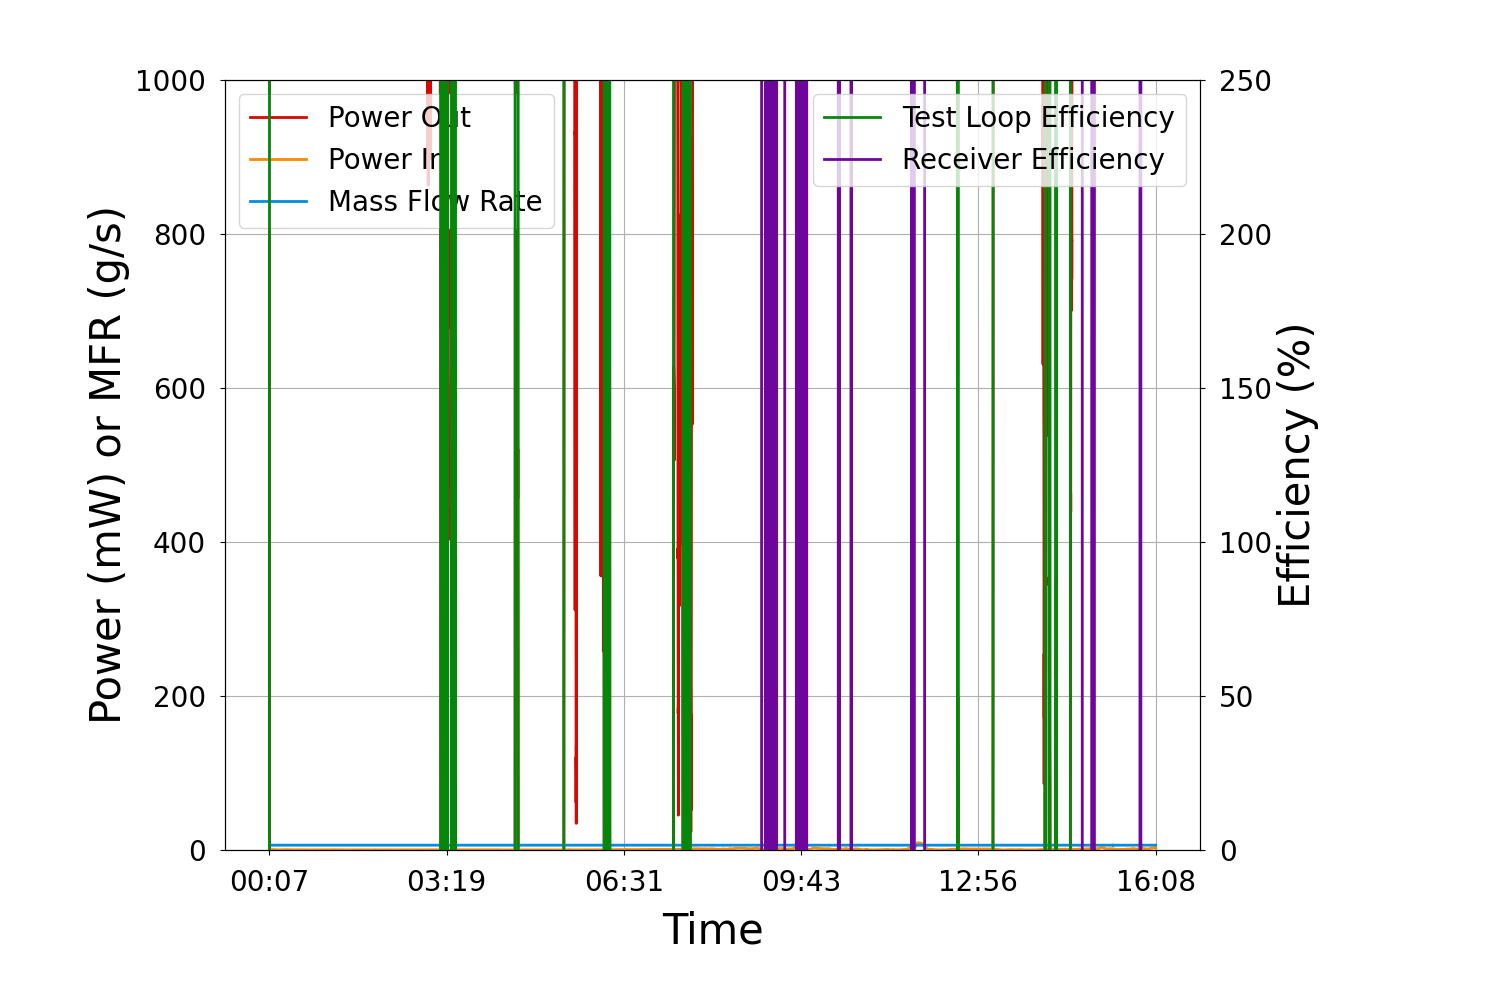 1000
800
600
400
200
0
Power (mW) or MFR (g/s)
Power Out
Power In
Mass Flow Rate
Test Loop Efficiency
Receiver Efficiency
250
200
150
100
50
0
Efficiency (%)
00:07 03:19 06:31 09:43 12:56 16:08
Time